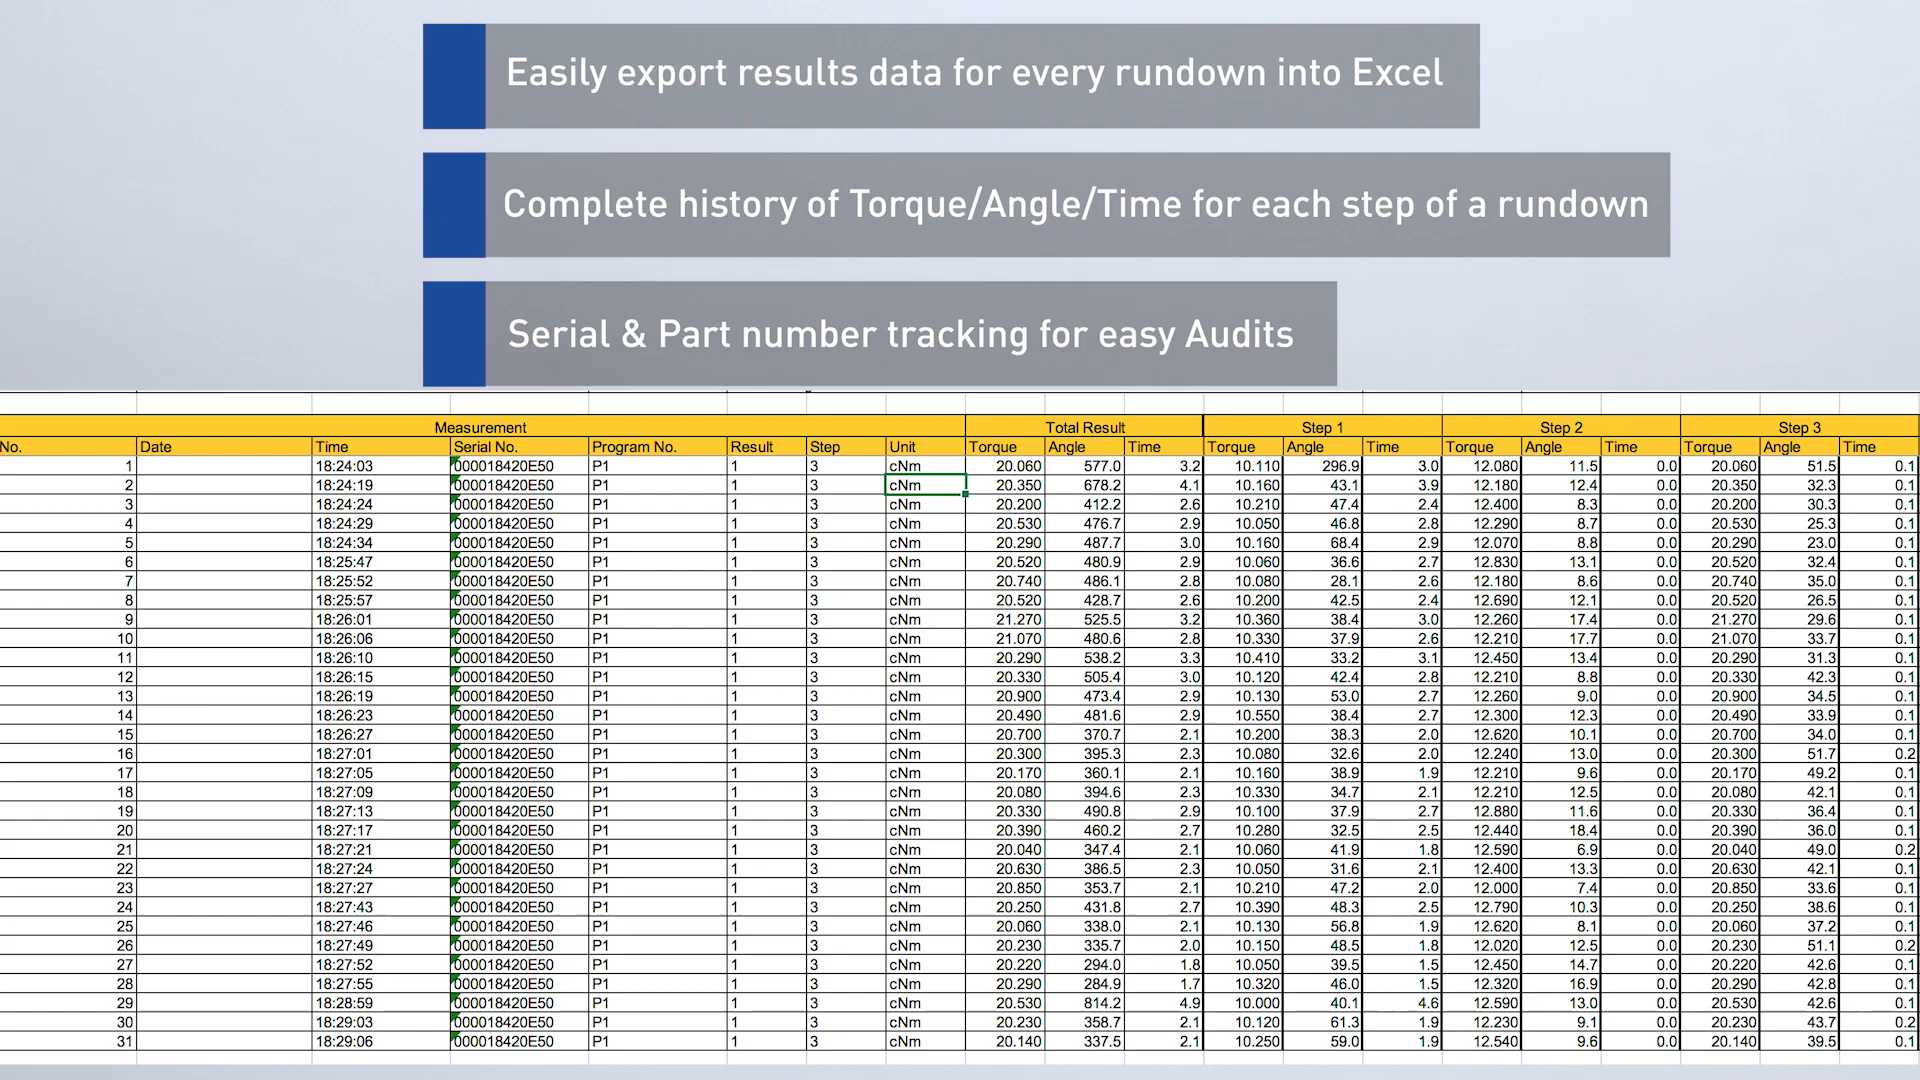 Easily export results data for every rundown into Excel
Complete history of Torque/Angle/Time for each step of a rundown
Serial & Part number tracking for easy Audits
Measurement Total Result Step 1 Step 2 Step 3
No. Date Time Serial No. Program No. Result Step Unit Torque Angle Time Torque Angle Time Torque Angle Time Torque Angle Time
1 18:24:03 000018420E50 P1 1 3 cNm 20.060 577.0 3.2 10.110 296.9 3.0 12.080 11.5 0.0 20.060 51.5 0.1
2 18:24:19 000018420E50 P1 1 3 cNm 20.350 678.2 4.1 10.160 43.1 3.9 12.180 12.4 0.0 20.350 32.3 0.1
3 18:24:24 000018420E50 P1 1 3 cNm 20.200 412.2 2.6 10.210 47.4 2.4 12.400 8.3 0.0 20.200 30.3 0.1
4 18:24:29 000018420E50 P1 1 3 cNm 20.530 476.7 2.9 10.050 46.8 2.8 12.290 8.7 0.0 20.530 25.3 0.1
5 18:24:34 000018420E50 P1 1 3 cNm 20.290 487.7 3.0 10.160 68.4 2.9 12.070 8.8 0.0 20.290 23.0 0.1
6 18:25:47 000018420E50 P1 1 3 cNm 20.520 480.9 2.9 10.060 36.6 2.7 12.830 13.1 0.0 20.520 32.4 0.1
7 18:25:52 000018420E50 P1 1 3 cNm 20.740 486.1 2.8 10.080 28.1 2.6 12.180 8.6 0.0 20.740 35.0 0.1
8 18:25:57 000018420E50 P1 1 3 cNm 20.520 428.7 2.6 10.200 42.5 2.4 12.690 12.1 0.0 20.520 26.5 0.1
9 18:26:01 000018420E50 P1 1 3 cNm 21.270 525.5 3.2 10.360 38.4 3.0 12.260 17.4 0.0 21.270 29.6 0.1
10 18:26:06 000018420E50 P1 1 3 cNm 21.070 480.6 2.8 10.330 37.9 2.6 12.210 17.7 0.0 21.070 33.7 0.1
11 18:26:10 000018420E50 P1 1 3 cNm 20.290 538.2 3.3 10.410 33.2 3.1 12.450 13.4 0.0 20.290 31.3 0.1
12 18:26:15 000018420E50 P1 1 3 cNm 20.330 505.4 3.0 10.120 42.4 2.8 12.210 8.8 0.0 20.330 42.3 0.1
13 18:26:19 000018420E50 P1 1 3 cNm 20.900 473.4 2.9 10.130 53.0 2.7 12.260 9.0 0.0 20.900 34.5 0.1
14 18:26:23 000018420E50 P1 1 3 cNm 20.490 481.6 2.9 10.550 38.4 2.7 12.300 12.3 0.0 20.490 33.9 0.1
15 18:26:27 000018420E50 P1 1 3 cNm 20.700 370.7 2.1 10.200 38.3 2.0 12.620 10.1 0.0 20.700 34.0 0.1
16 18:27:01 000018420E50 P1 1 3 cNm 20.300 395.3 2.3 10.080 32.6 2.0 12.240 13.0 0.0 20.300 51.7 0.2
17 18:27:05 000018420E50 P1 1 3 cNm 20.170 360.1 2.1 10.160 38.9 1.9 12.210 9.6 0.0 20.170 49.2 0.1
18 18:27:09 000018420E50 P1 1 3 cNm 20.080 394.6 2.3 10.330 34.7 2.1 12.210 12.5 0.0 20.080 42.1 0.1
19 18:27:13 000018420E50 P1 1 3 cNm 20.330 490.8 2.9 10.100 37.9 2.7 12.880 11.6 0.0 20.330 36.4 0.1
20 18:27:17 000018420E50 P1 1 3 cNm 20.390 460.2 2.7 10.280 32.5 2.5 12.440 18.4 0.0 20.390 36.0 0.1
21 18:27:21 000018420E50 P1 1 3 cNm 20.040 347.4 2.1 10.060 41.9 1.8 12.590 6.9 0.0 20.040 49.0 0.2
22 18:27:24 000018420E50 P1 1 3 cNm 20.630 386.5 2.3 10.050 31.6 2.1 12.400 13.3 0.0 20.630 42.1 0.1
23 18:27:27 000018420E50 P1 1 3 cNm 20.850 353.7 2.1 10.210 47.2 2.0 12.000 7.4 0.0 20.850 33.6 0.1
24 18:27:43 000018420E50 P1 1 3 cNm 20.250 431.8 2.7 10.390 48.3 2.5 12.790 10.3 0.0 20.250 38.6 0.1
25 18:27:46 000018420E50 P1 1 3 cNm 20.060 338.0 2.1 10.130 56.8 1.9 12.620 8.1 0.0 20.060 37.2 0.1
26 18:27:49 000018420E50 P1 1 3 cNm 20.230 335.7 2.0 10.150 48.5 1.8 12.020 12.5 0.0 20.230 51.1 0.2
27 18:27:52 000018420E50 P1 1 3 cNm 20.220 294.0 1.8 10.050 39.5 1.5 12.450 14.7 0.0 20.220 42.6 0.1
28 18:27:55 000018420E50 P1 1 3 cNm 20.290 284.9 1.7 10.320 46.0 1.5 12.320 16.9 0.0 20.290 42.8 0.1
29 18:28:59 000018420E50 P1 1 3 cNm 20.530 814.2 4.9 10.000 40.1 4.6 12.590 13.0 0.0 20.530 42.6 0.1
30 18:29:03 000018420E50 P1 1 3 cNm 20.230 358.7 2.1 10.120 61.3 1.9 12.230 9.1 0.0 20.230 43.7 0.2
31 18:29:06 000018420E50 P1 1 3 cNm 20.140 337.5 2.1 10.250 59.0 1.9 12.540 9.6 0.0 20.140 39.5 0.1